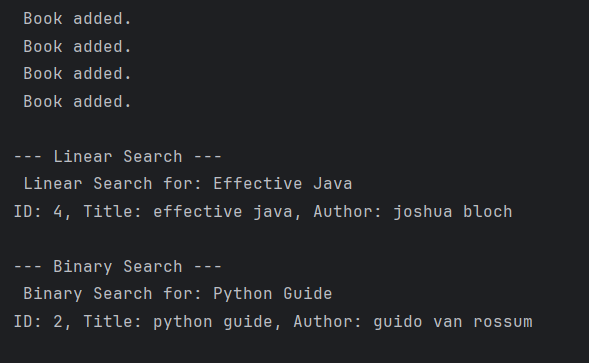 Book added.
Book added.
Book added.
Book added.
--- Linear Search ---
Linear Search for: Effective Java
ID: 4, Title: effective java, Author: joshua bloch
--- Binary Search ---
Binary Search for: Python Guide
ID: 2, Title: python guide, Author: guido van rossum